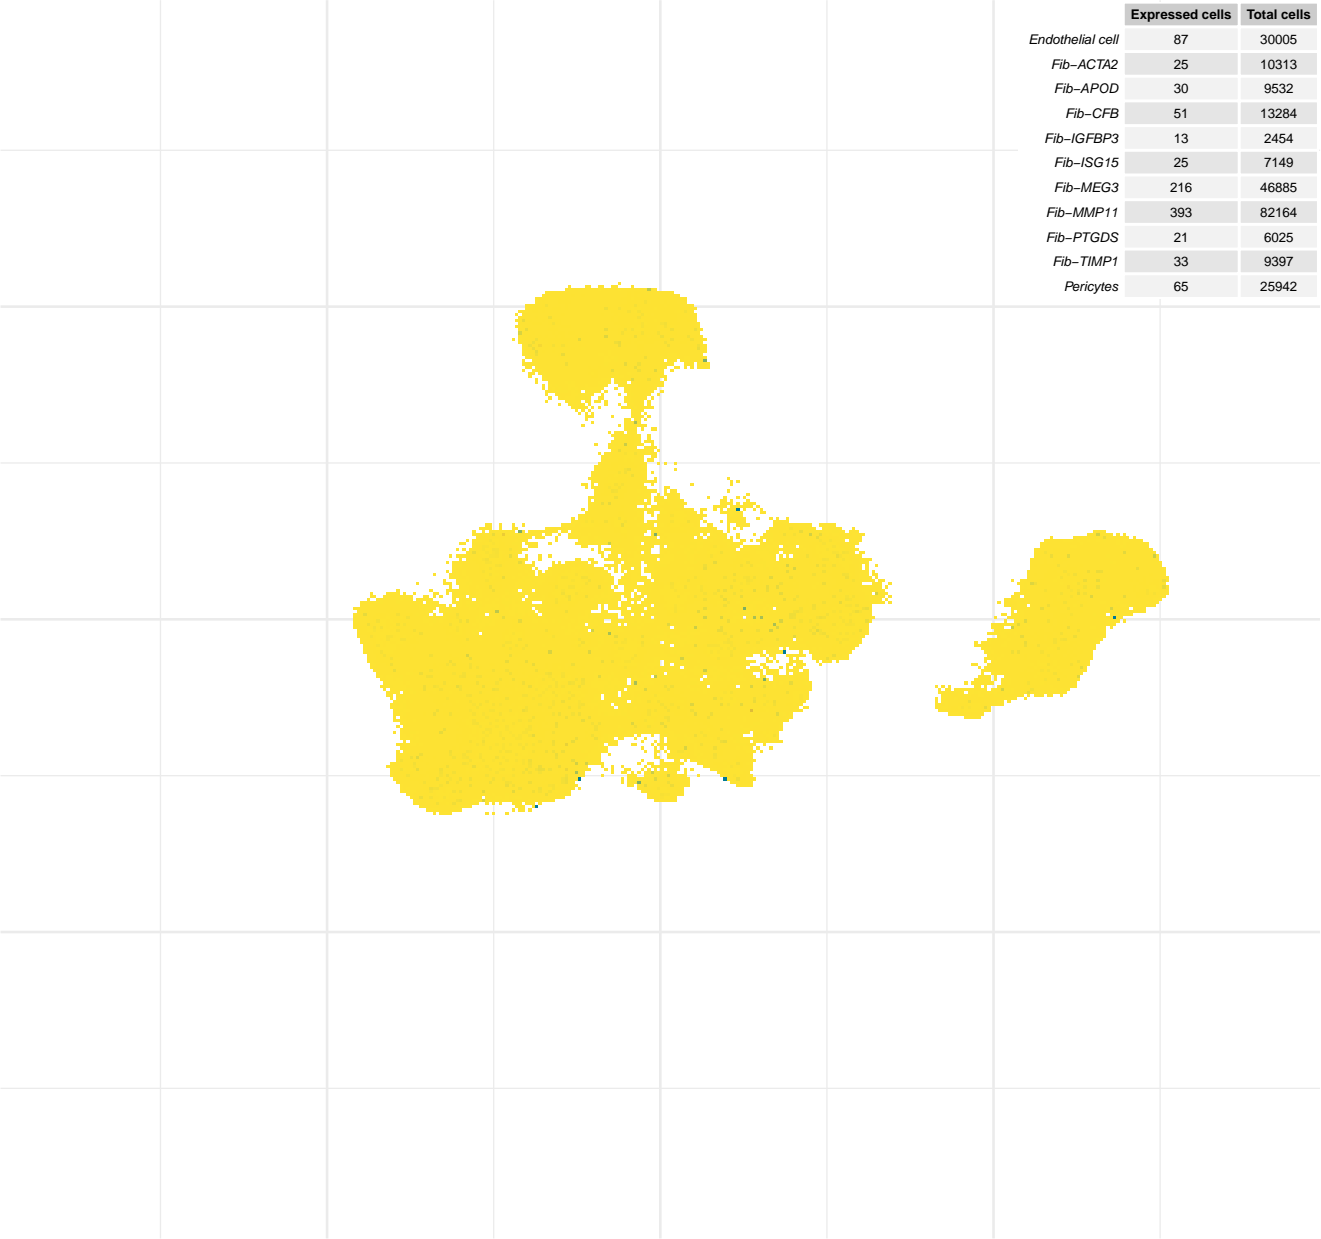 Expressed cells Total cells
Endothelial cell 87 30005
Fib−ACTA2 25 10313
Fib−APOD 30 9532
Fib−CFB 51 13284
Fib−IGFBP3 13 2454
Fib−ISG15 25 7149
Fib−MEG3 216 46885
Fib−MMP11 393 82164
Fib−PTGDS 21 6025
Fib−TIMP1 33 9397
Pericytes 65 25942